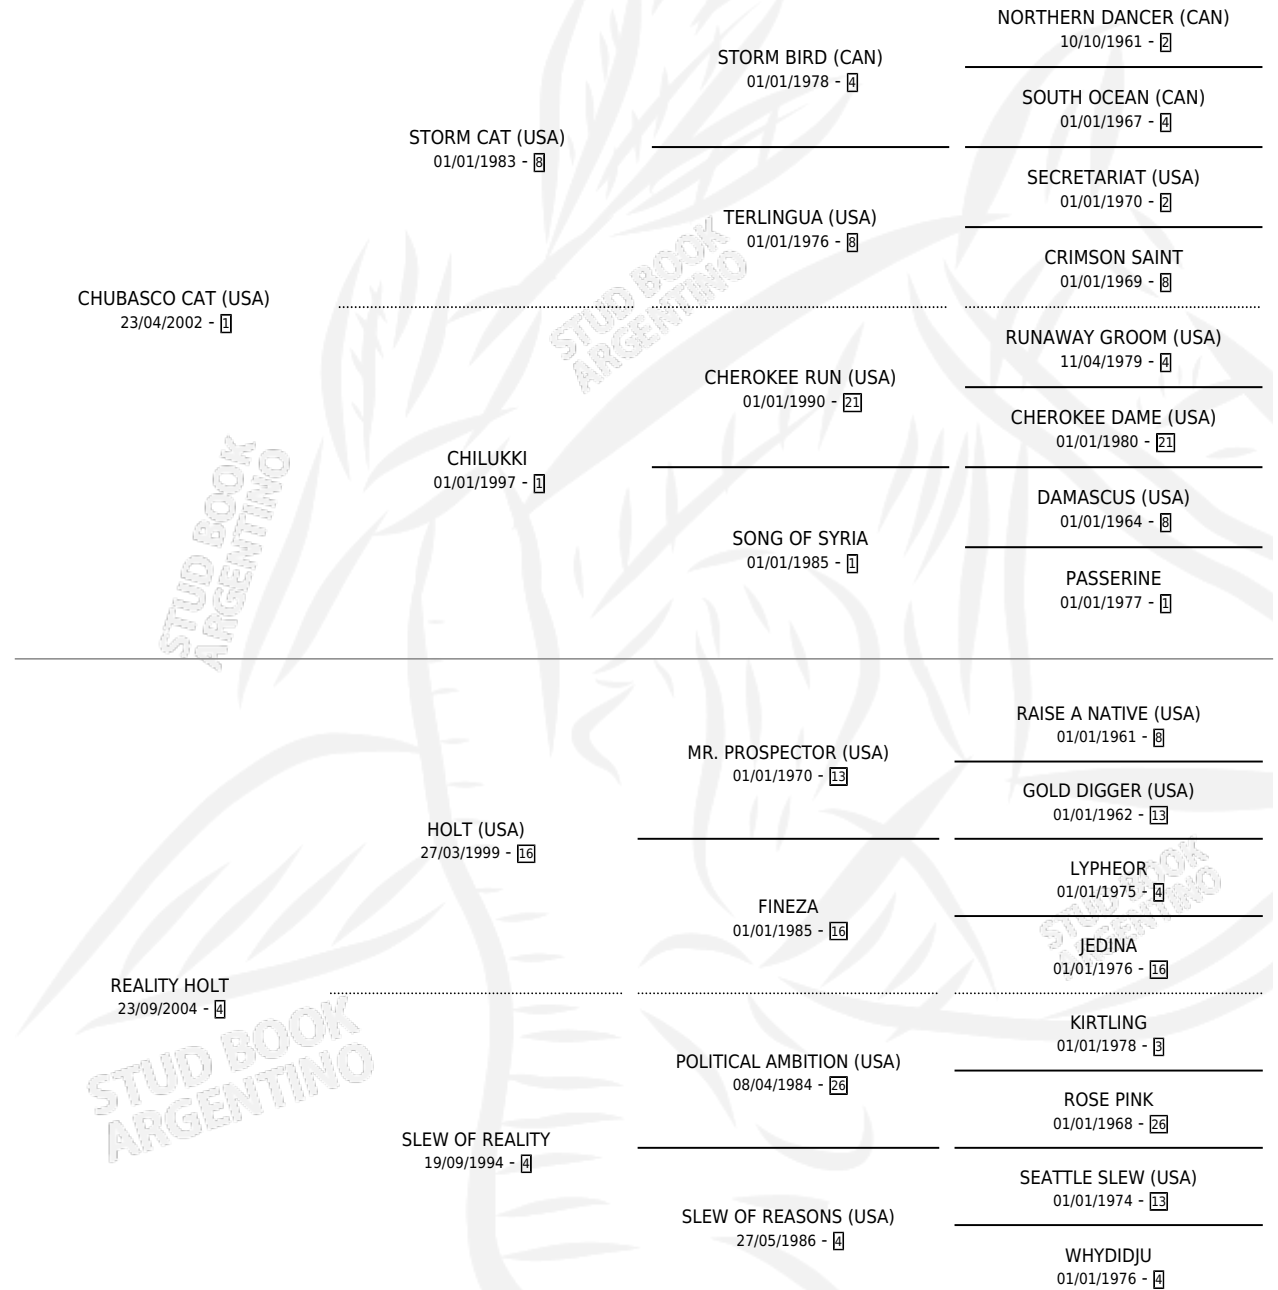 NORTHERN DANCER (CAN)
10/10/1961 - 2
STORM BIRD (CAN)
01/01/1978 - 4
SOUTH OCEAN (CAN)
01/01/1967 - 4
STORM CAT (USA)
01/01/1983 - 8
SECRETARIAT (USA)
01/01/1970 - 2
TERLINGUA (USA)
01/01/1976 - 8
CRIMSON SAINT
01/01/1969 - 8
CHUBASCO CAT (USA)
23/04/2002 - 1
RUNAWAY GROOM (USA)
11/04/1979 - 4
CHEROKEE RUN (USA)
01/01/1990 - 21
CHEROKEE DAME (USA)
01/01/1980 - 21
CHILUKKI
01/01/1997 - 1
DAMASCUS (USA)
01/01/1964 - 8
SONG OF SYRIA
01/01/1985 - 1
PASSERINE
01/01/1977 - 1
RAISE A NATIVE (USA)
01/01/1961 - 8
MR. PROSPECTOR (USA)
01/01/1970 - 13
GOLD DIGGER (USA)
01/01/1962 - 13
HOLT (USA)
27/03/1999 - 16
LYPHEOR
01/01/1975 - 4
FINEZA
01/01/1985 - 16
JEDINA
01/01/1976 - 16
REALITY HOLT
23/09/2004 - 4
KIRTLING
01/01/1978 - 3
POLITICAL AMBITION (USA)
08/04/1984 - 26
ROSE PINK
01/01/1968 - 26
SLEW OF REALITY
19/09/1994 - 4
SEATTLE SLEW (USA)
01/01/1974 - 13
SLEW OF REASONS (USA)
27/05/1986 - 4
WHYDIDJU
01/01/1976 - 4
STUD BOOK
ARGENTINO
STUD BOOK
ARGENTINO
STUD BOOK
ARGENTINO
STUD BOOK
ARGENTINO